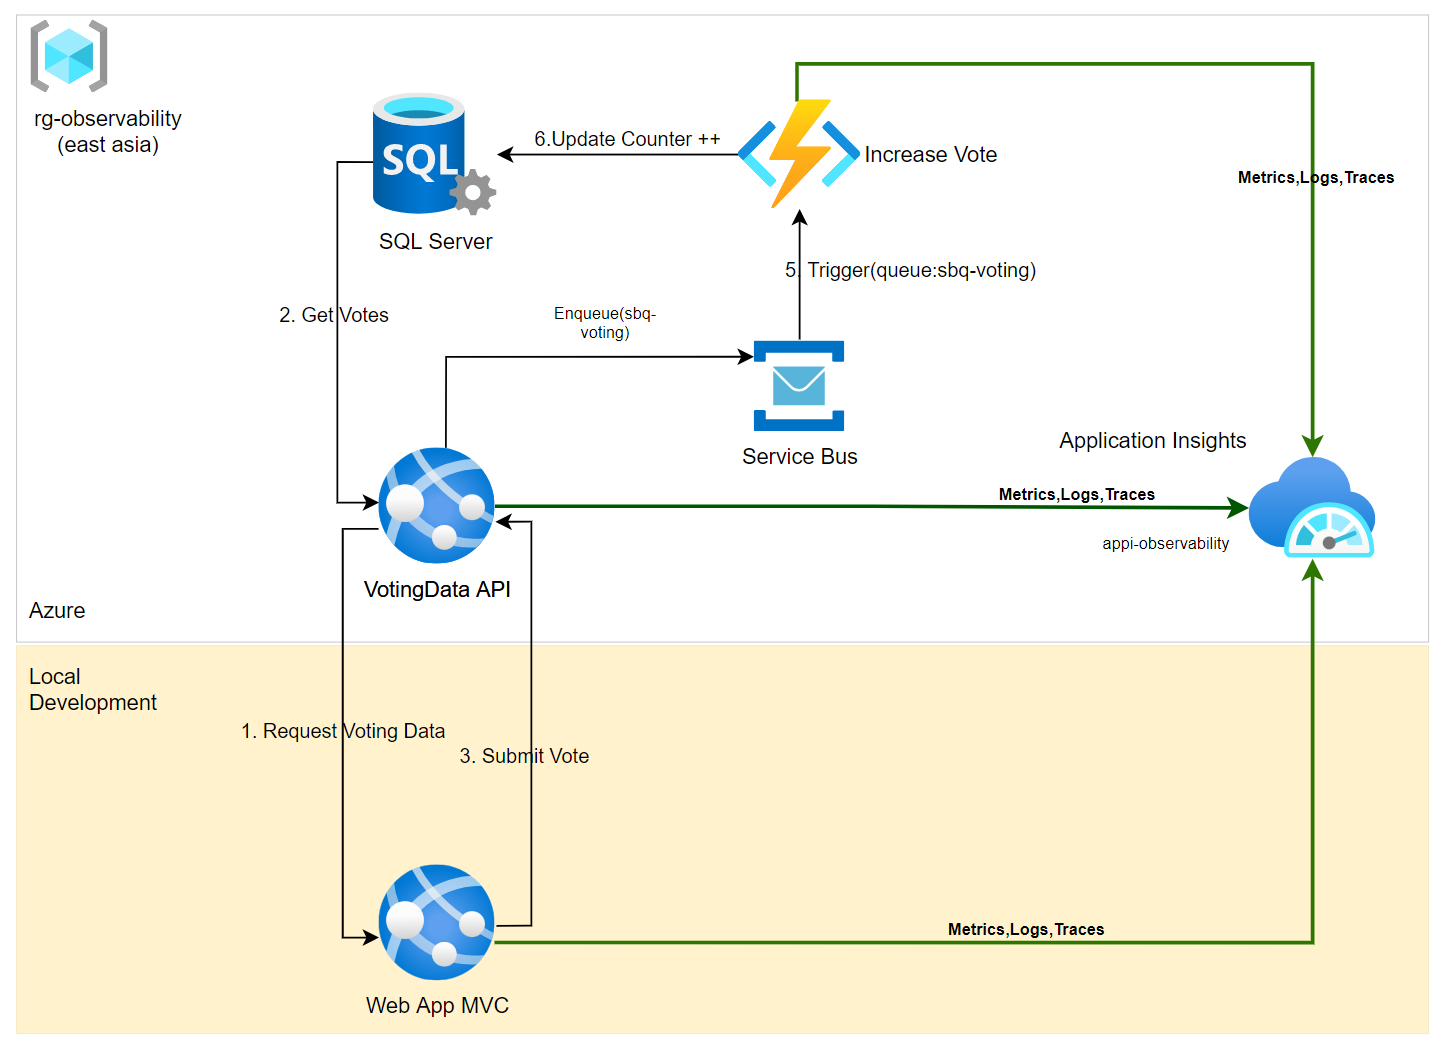 rg-observability
(east asia)
SQL
SQL Server
6.Update Counter ++
Increase Vote
Metrics,Logs,Traces
5. Trigger(queue:sbq-voting)
2. Get Votes
Enqueue(sbq-
voting)
Service Bus
Application Insights
Metrics,Logs,Traces
appi-observability
VotingData API
Azure
Local
Development
1. Request Voting Data
3. Submit Vote
Metrics,Logs,Traces
Web App MVC